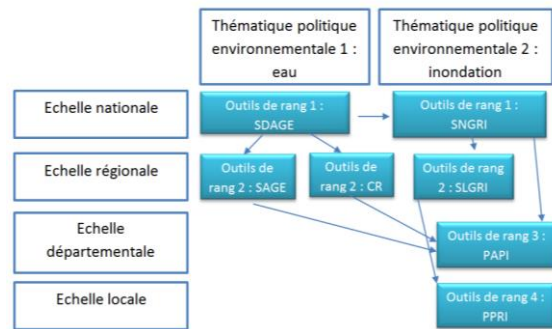 Thématique politique
environnementale 1 :
eau
Thématique politique
environnementale 2 :
inondation
Echelle nationale
Outils de rang 1 :
SDAGE
Outils de rang 1 :
SNGRI
Echelle régionale
Outils de
rang 2 : SAGE
Outils de
rang 2 : CR
Outils de rang
2 : SLGRI
Echelle
départementale
Outils de rang 3 :
PAPI
Echelle locale
Outils de rang 4 :
PPRI